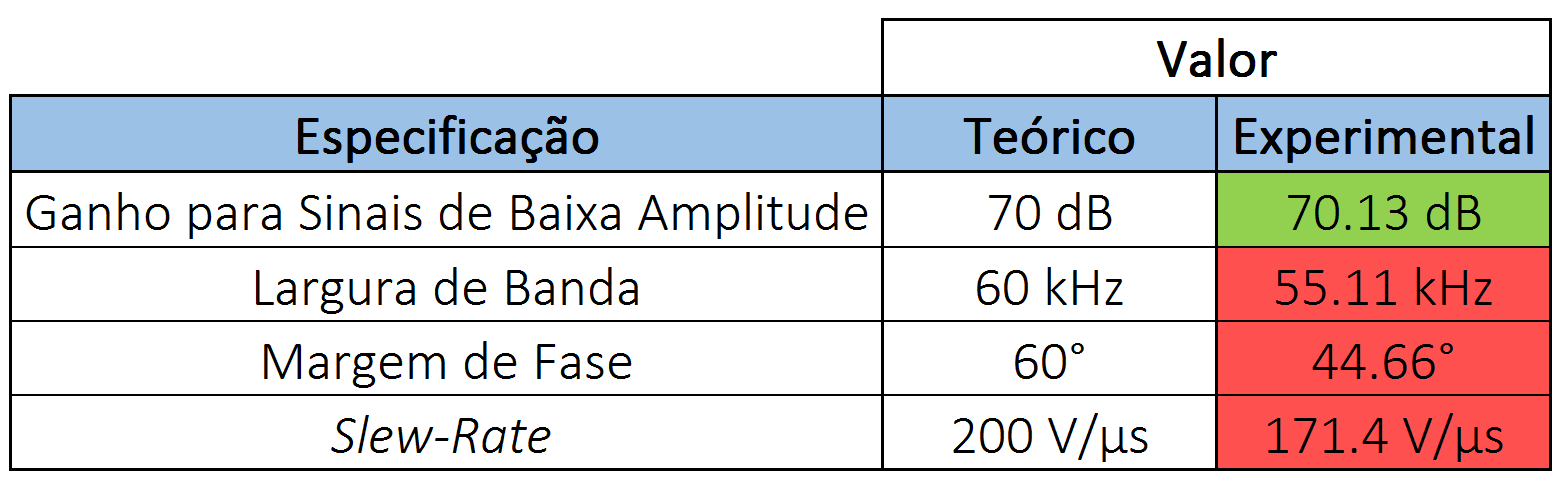 Valor
Especificação Teórico Experimental
Ganho para Sinais de Baixa Amplitude 70 dB 70.13 dB
Largura de Banda 60 kHz 55.11 kHz
Margem de Fase 60° 44.66°
Slew-Rate 200 V/µs 171.4 V/µs